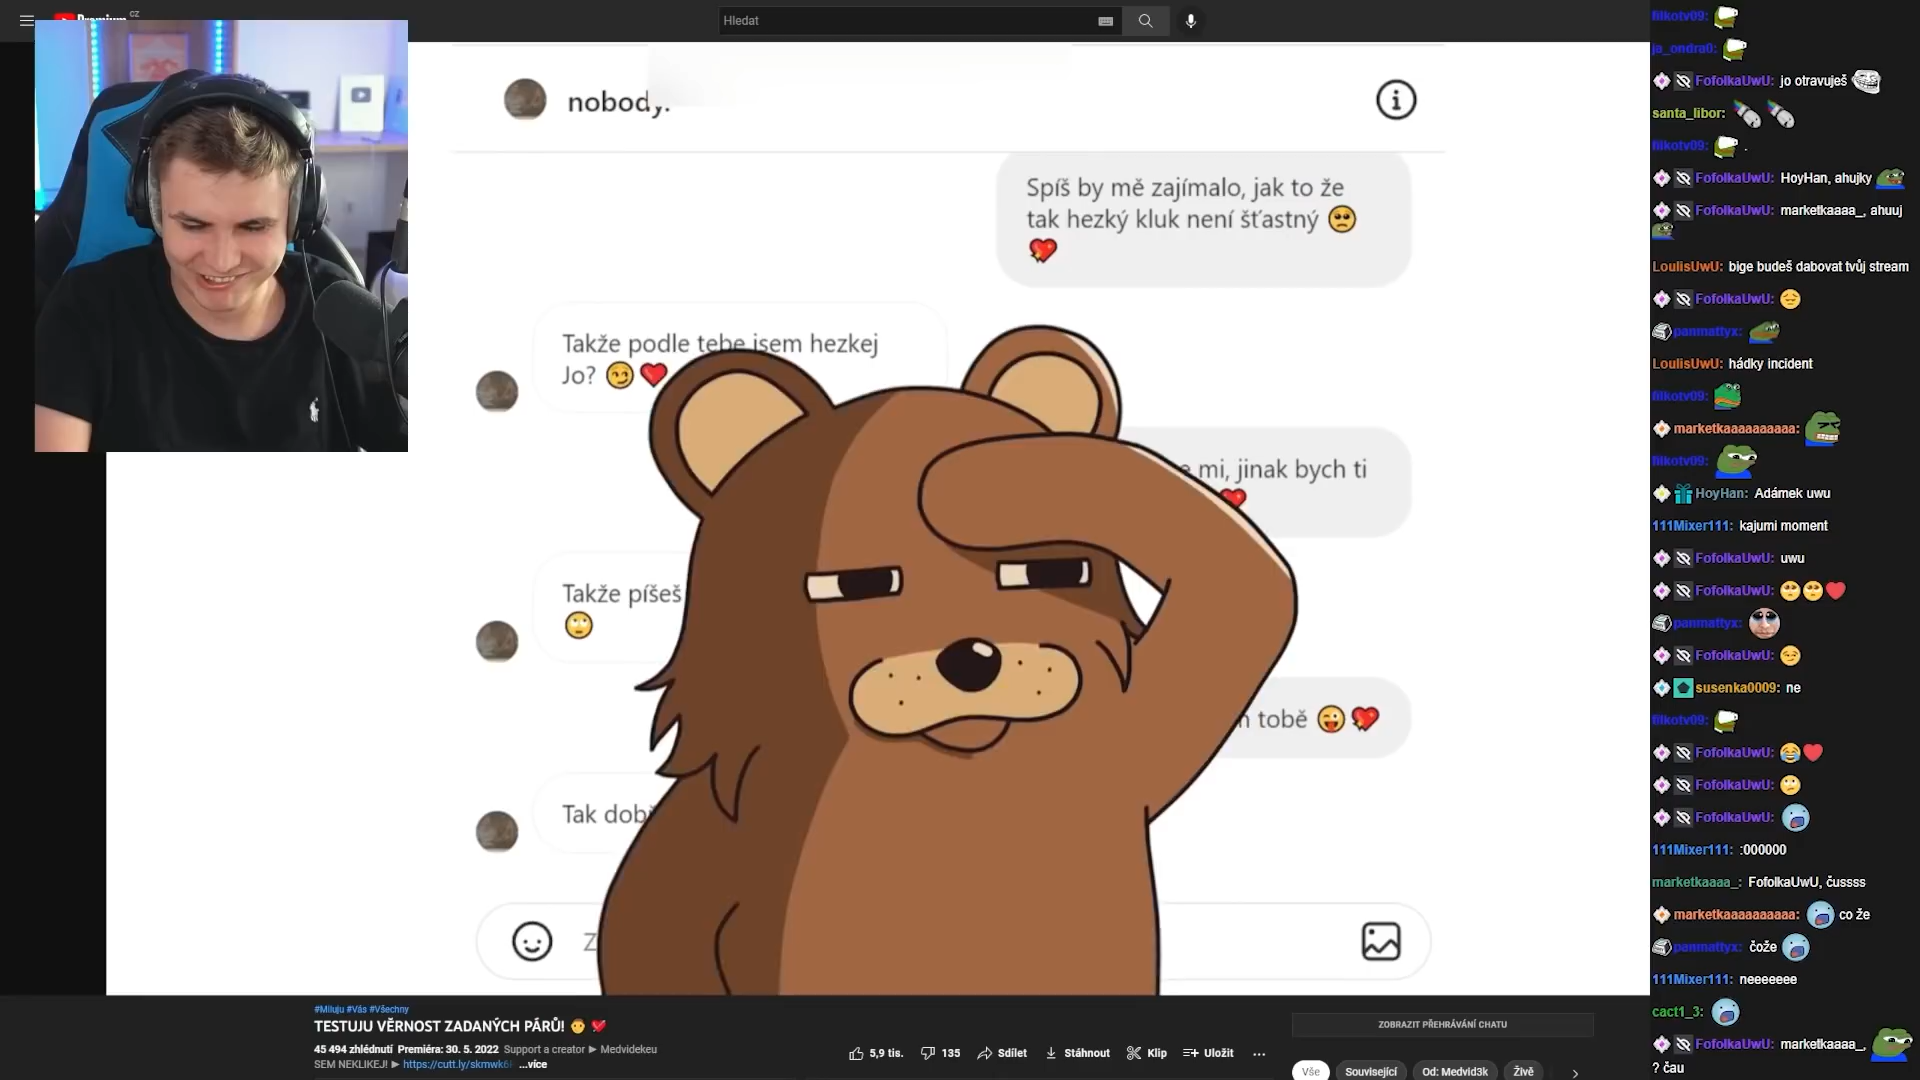 CZ
Hledat
nobody.
Spíš by mě zajímalo, jak to že
tak hezký kluk není šťastný 🥺
💘
Takže podle tebe jsem hezkej
Jo? 😏❤️
mi, jinak bych ti
Takže píšeš
🙄
tobě 😜💘
Tak
#Miluju #Vás #Všechny
TESTUJU VĚRNOST ZADANÝCH PÁRŮ!
45 494 zhlédnutí Premiéra: 30. 5. 2022 Support a creator ► Medvidekeu
SEM NEKLIKEJ! ► https://cutt.ly/skmwk6 ...více
5,9 tis.
135
Sdílet
Stáhnout
Klip
Uložit
ZOBRAZIT PŘEHRÁVÁNÍ CHATU
Vše
Související
Od: Medvid3k
Živě
filkotv09:
ja_ondra0:
FofolkaUwU: jo otravuješ
santa_libor:
filkotv09: .
FofolkaUwU: HoyHan, ahujky
FofolkaUwU: marketkaaaa_, ahuuj
LoulisUwU: bige budeš dabovat tvůj stream
FofolkaUwU: 😔
panmattyx:
LoulisUwU: hádky incident
filkotv09:
marketkaaaaaaaaaa:
filkotv09:
HoyHan: Adámek uwu
111Mixer111: kajumi moment
FofolkaUwU: uwu
FofolkaUwU: 🥺🥺❤️
panmattyx:
FofolkaUwU: 😏
susenka0009: ne
filkotv09:
FofolkaUwU: 😂❤️
FofolkaUwU: 🙄
FofolkaUwU:
111Mixer111: :000000
marketkaaaa_: FofolkaUwU, čussss
marketkaaaaaaaaaa: co že
panmattyx: čože
111Mixer111: neeeeeee
cact1_3:
FofolkaUwU: marketkaaaa_,
? čau